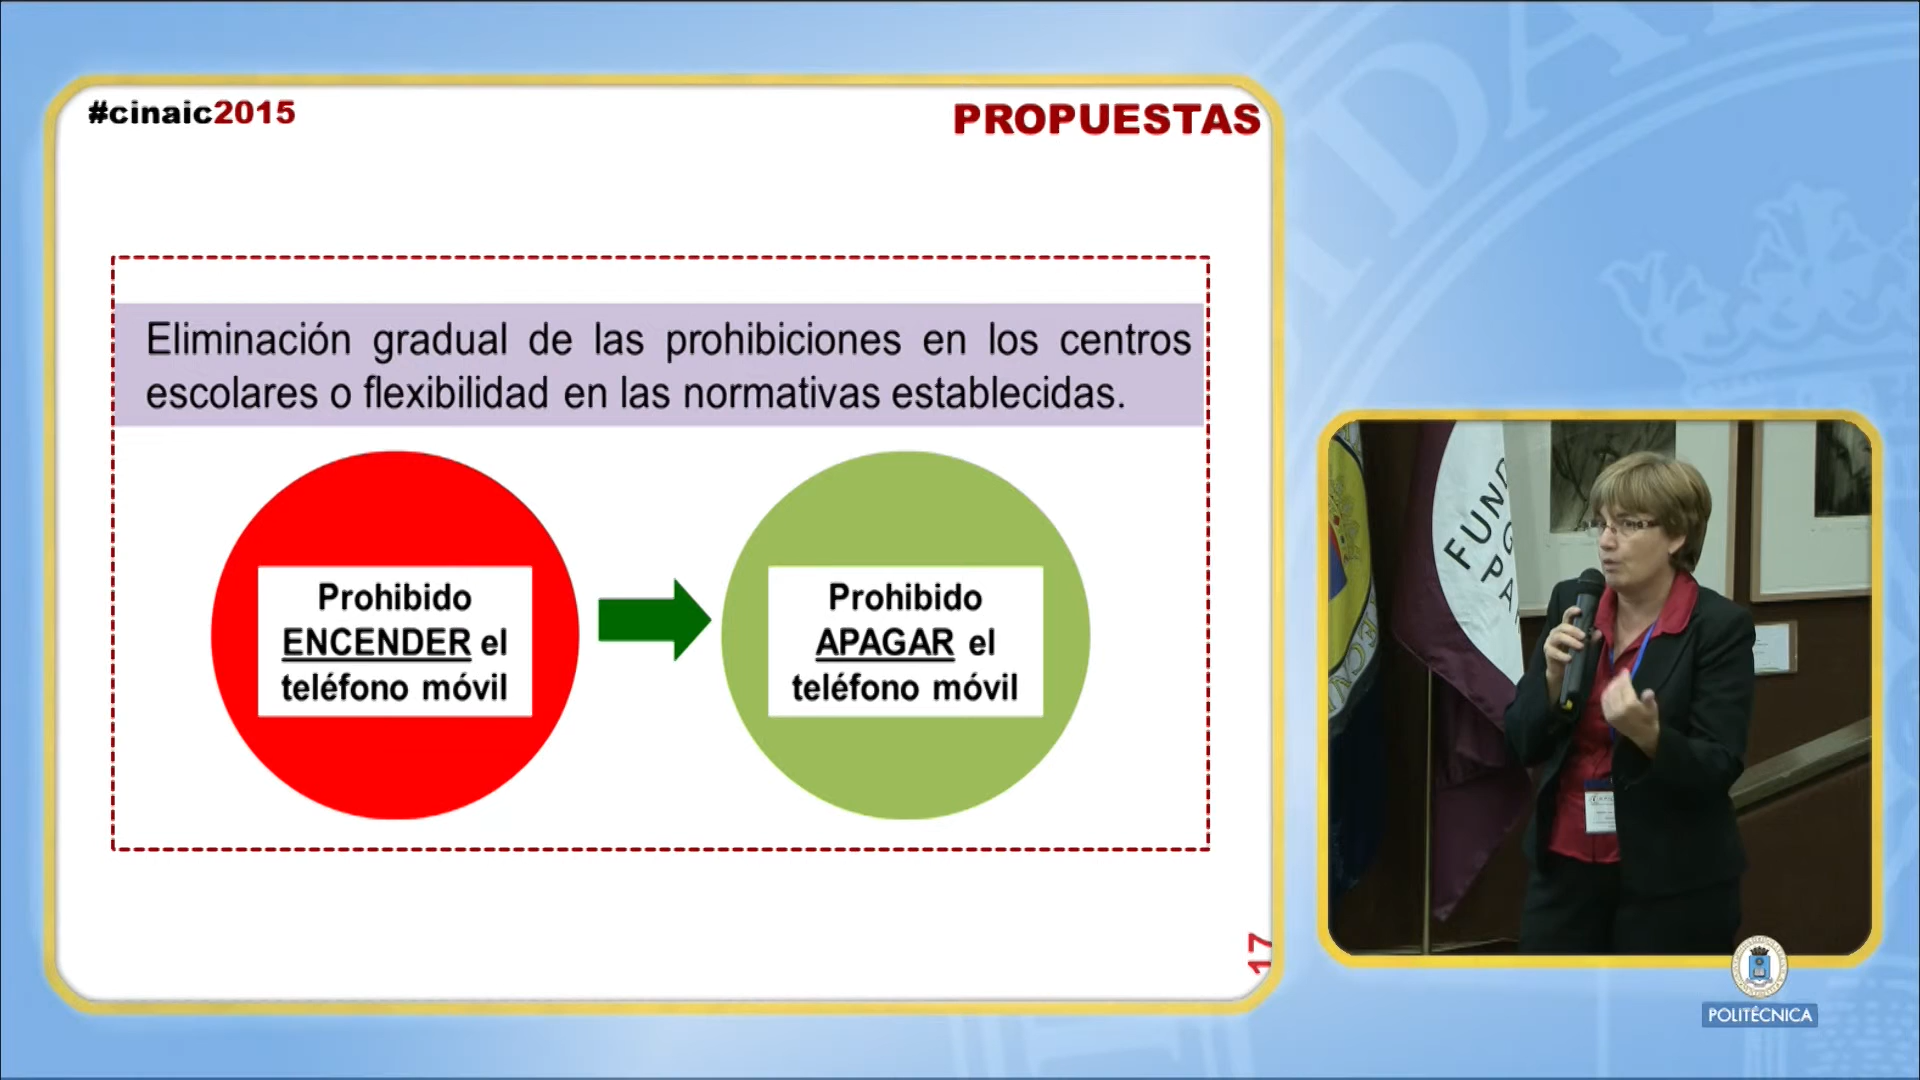 #cinaic2015
PROPUESTAS
Eliminación gradual de las prohibiciones en los centros
escolares o flexibilidad en las normativas establecidas.
Prohibido
ENCENDER el
teléfono móvil
Prohibido
APAGAR el
teléfono móvil
17
FUND
POLITÉCNICA